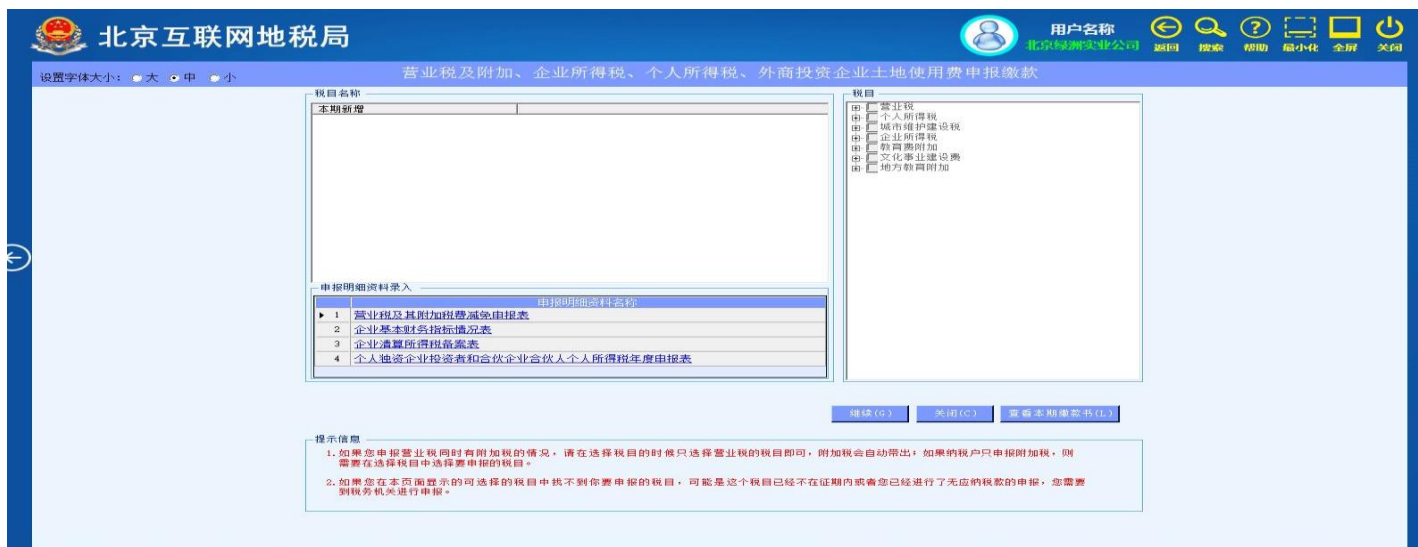 北京互联网地税局
用户名称
北京绿洲实业公司
返回 搜索 帮助 最小化 全屏 关闭
设置字体大小: 大 中 小
营业税及附加、企业所得税、个人所得税、外商投资企业土地使用费申报缴款
税目名称
本期新增
税目
营业税
个人所得税
城市维护建设税
企业所得税
教育费附加
文化事业建设费
地方教育附加
申报明细资料录入
申报明细资料名称
1 营业税及其附加税费减免申报表
2 企业基本财务指标情况表
3 企业清算所得税备案表
4 个人独资企业投资者和合伙企业合伙人个人所得税年度申报表
继续(G) 关闭(C) 查看本期缴款书(L)
提示信息
1.如果您申报营业税同时有附加税的情况，请在选择税目的时候只选择营业税的税目即可，附加税会自动带出；如果纳税户只申报附加税，则
需要在选择税目中选择要申报的税目。
2.如果您在本页面显示的可选择的税目中找不到你要申报的税目，可能是这个税目已经不在征期内或者您已经进行了无应纳税款的申报，您需要
到税务机关进行申报。